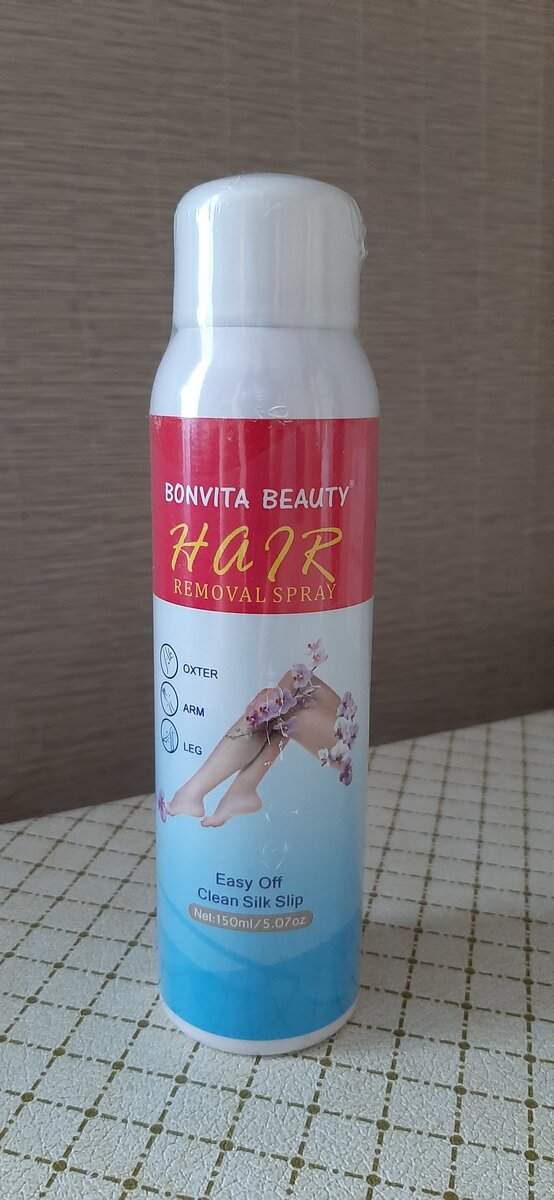 BONVITA BEAUTY®
HAIR
REMOVAL SPRAY
OXTER
ARM
LEG
Easy Off
Clean Silk Slip
Net:150ml/5.07oz